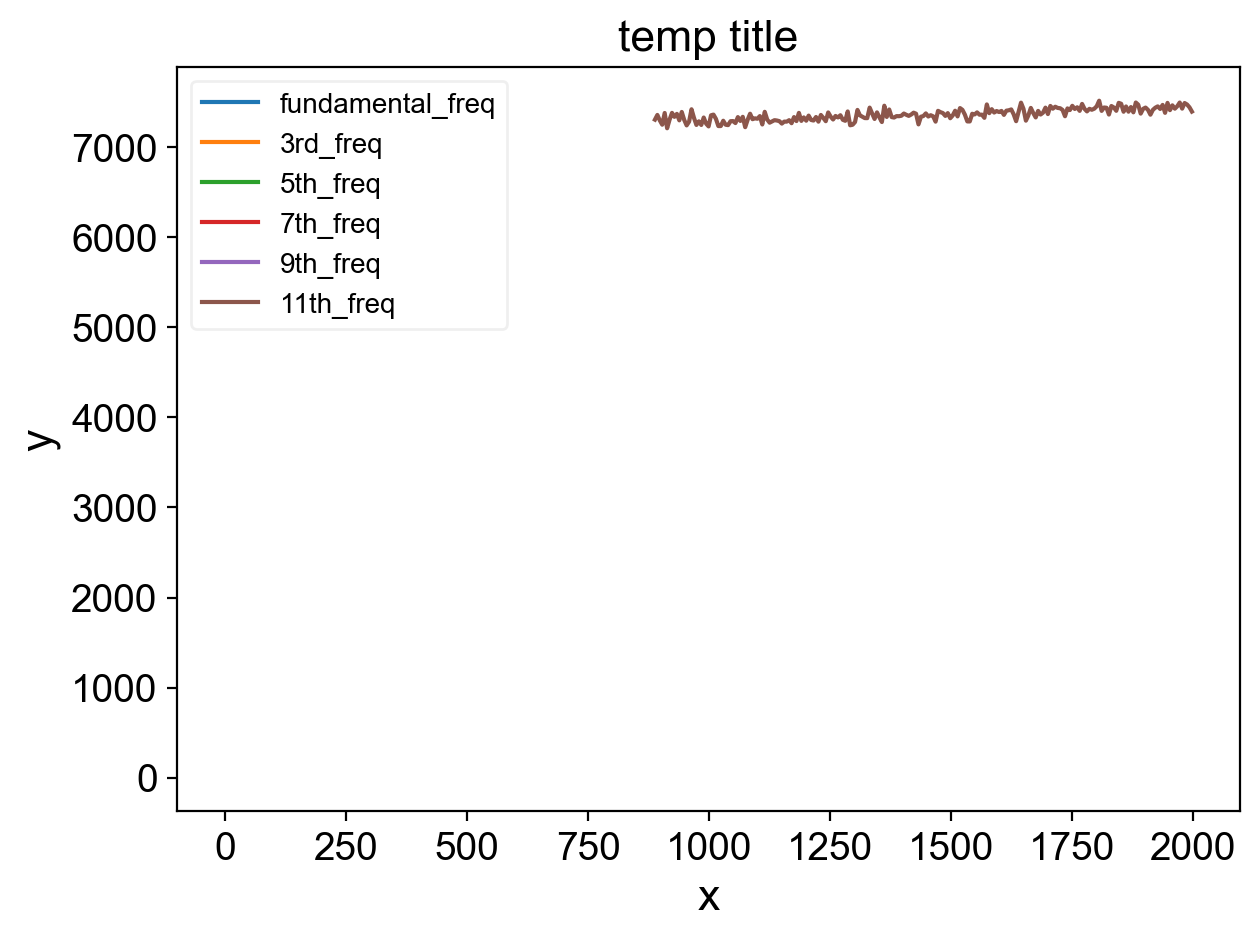 temp title
fundamental_freq
3rd_freq
5th_freq
7th_freq
9th_freq
11th_freq
7000
6000
5000
4000
3000
2000
1000
0
y
0 250 500 750 1000 1250 1500 1750 2000
x